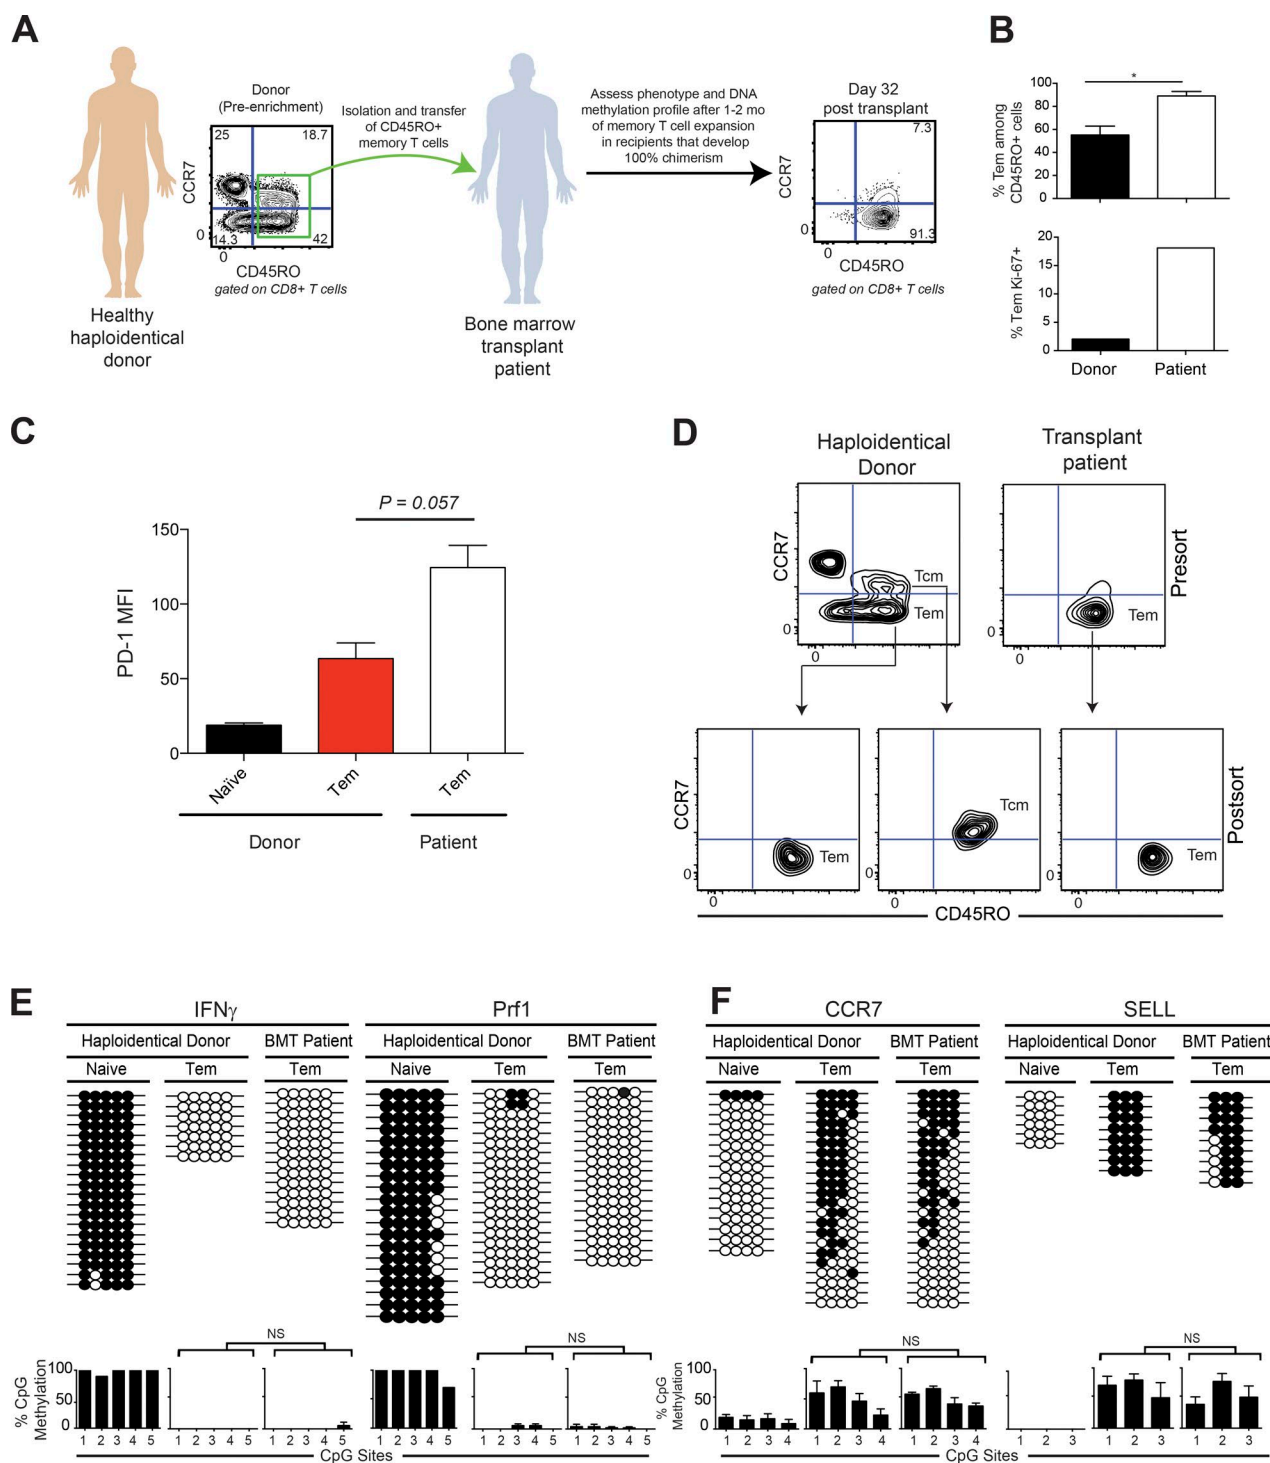 A
Donor
(Pre-enrichment)
25
18.7
14.3
42
CCR7
0
0
CD45RO
gated on CD8+ T cells
Healthy
haploidentical
donor
Isolation and transfer
of CD45RO+
memory T cells
Bone marrow
transplant
patient
Assess phenotype and DNA
methylation profile after 1-2 mo
of memory T cell expansion
in recipients that develop
100% chimerism
Day 32
post transplant
7.3
91.3
CCR7
0
0
CD45RO
gated on CD8+ T cells
B
% Tem among
CD45RO+ cells
100
80
60
40
20
0
*
% Tem Ki-67+
20
15
10
5
0
Donor
Patient
C
PD-1 MFI
150
100
50
0
P = 0.057
Naïve
Tem
Tem
Donor
Patient
D
Haploidentical
Donor
Transplant
patient
CCR7
Tcm
Tem
0
0
Tem
0
0
Presort
CCR7
Tem
0
0
Tcm
0
0
Tem
0
0
Postsort
CD45RO
E
IFNγ
Prf1
Haploidentical Donor
BMT Patient
Haploidentical Donor
BMT Patient
Naive
Tem
Tem
Naive
Tem
Tem
NS
NS
% CpG
Methylation
100
50
0
1 2 3 4 5
1 2 3 4 5
1 2 3 4 5
1 2 3 4 5
1 2 3 4 5
1 2 3 4 5
CpG Sites
F
CCR7
SELL
Haploidentical Donor
BMT Patient
Haploidentical Donor
BMT Patient
Naive
Tem
Tem
Naive
Tem
Tem
NS
NS
% CpG
Methylation
100
50
0
1 2 3 4
1 2 3 4
1 2 3 4
1 2 3
1 2 3
1 2 3
CpG Sites